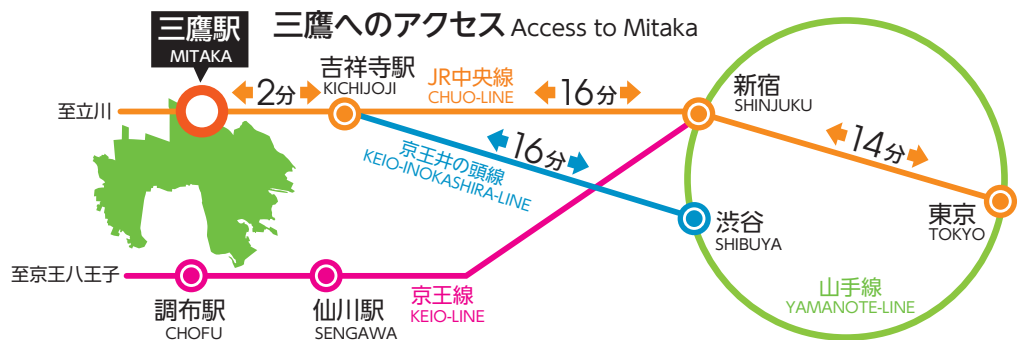 三鷹へのアクセス Access to Mitaka
三鷹駅
MITAKA
吉祥寺駅
KICHIJOJI
JR中央線
CHUO-LINE
2分
16分
新宿
SHINJUKU
至立川
京王井の頭線
KEIO-INOKASHIRA-LINE
16分
14分
渋谷
SHIBUYA
東京
TOKYO
至京王八王子
調布駅
CHOFU
仙川駅
SENGAWA
京王線
KEIO-LINE
山手線
YAMANOTE-LINE